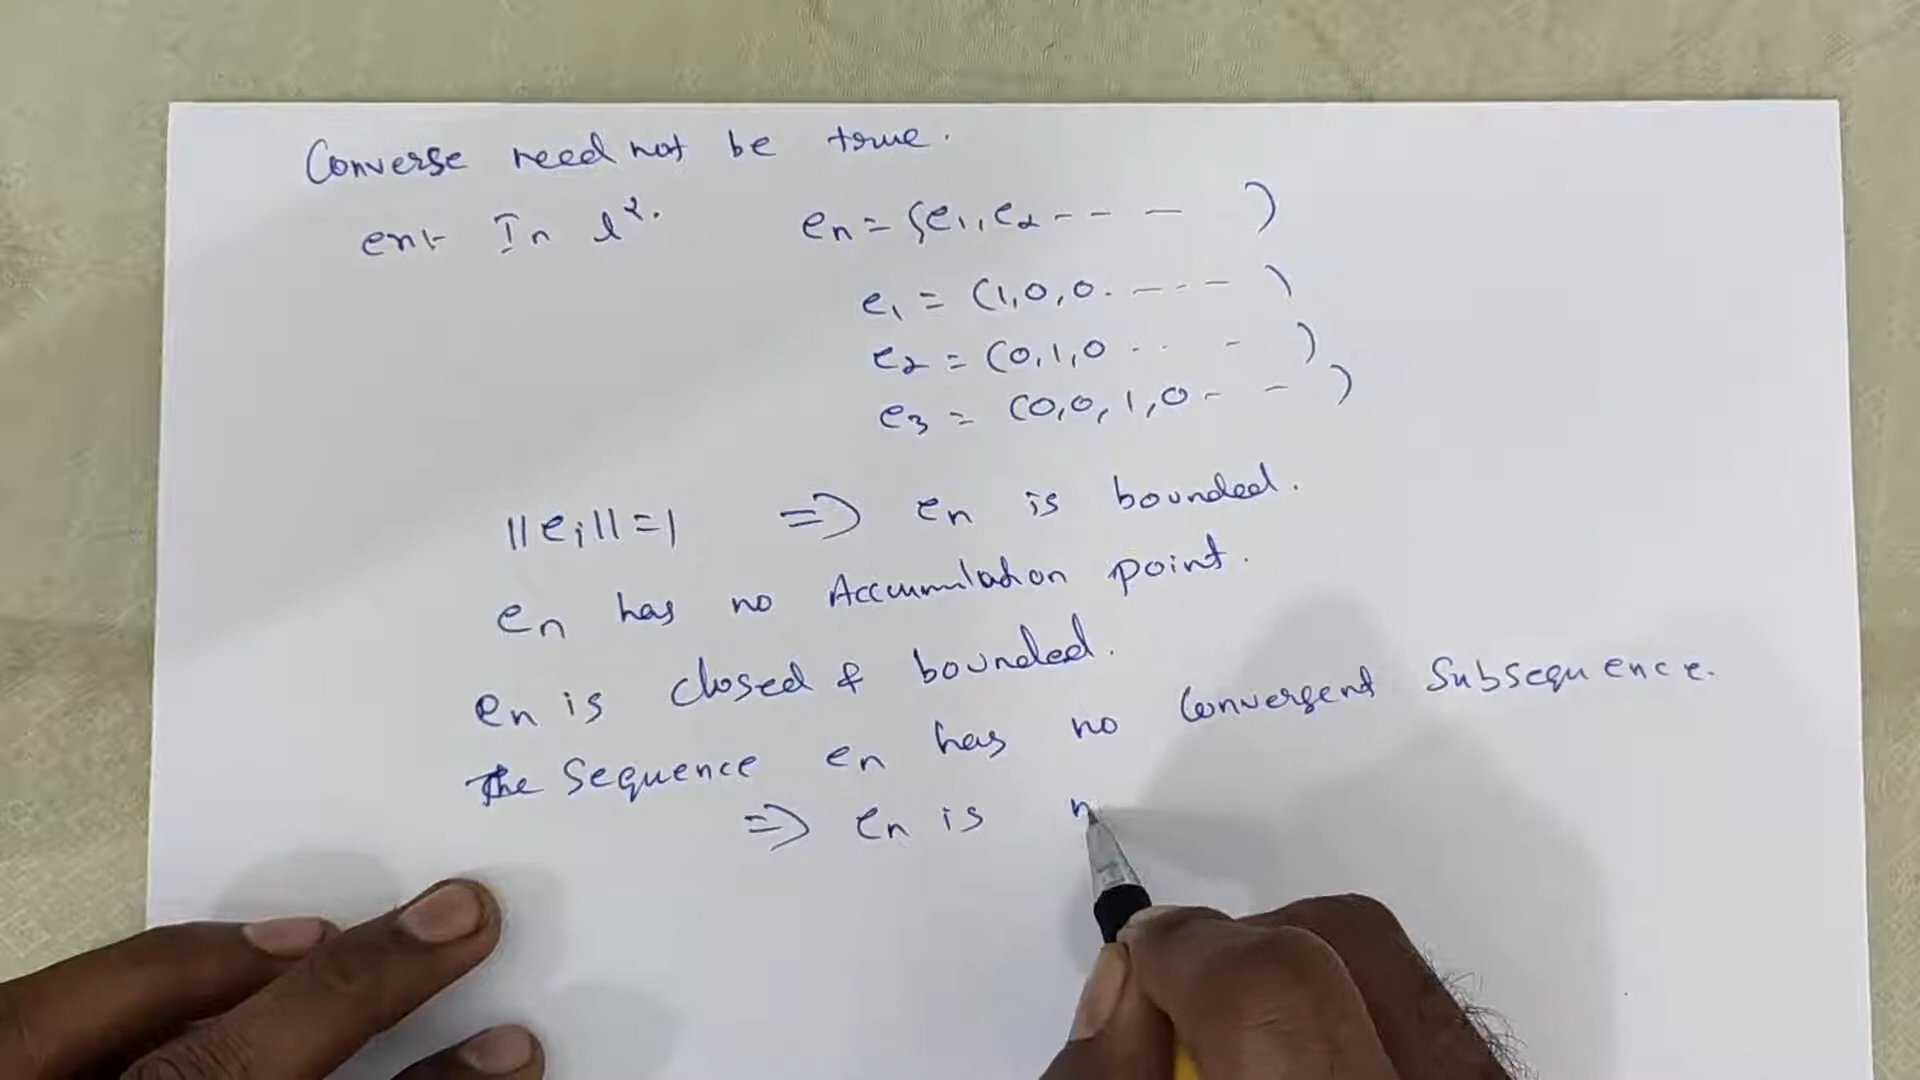 Converse need not be true.
ex:- In l². en = {e1, e2 - - - )
e1 = (1,0,0. - - - )
e2 = (0,1,0 . . - )
e3 = (0,0,1,0 - - )
||ei|| = 1 => en is bounded.
en has no Accumulation point.
en is closed & bounded.
The Sequence en has no Convergent Subsequence.
=> en is n